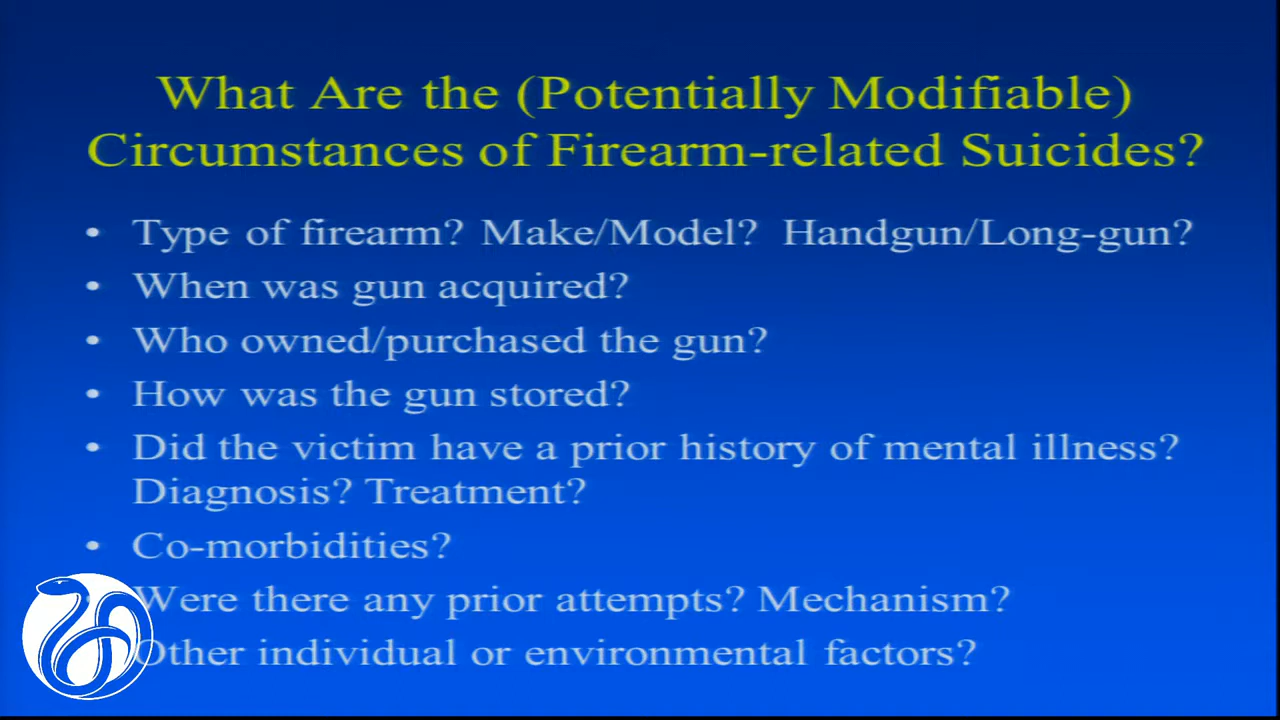 What Are the (Potentially Modifiable)
Circumstances of Firearm-related Suicides?
• Type of firearm? Make/Model? Handgun/Long-gun?
• When was gun acquired?
• Who owned/purchased the gun?
• How was the gun stored?
• Did the victim have a prior history of mental illness?
Diagnosis? Treatment?
• Co-morbidities?
Were there any prior attempts? Mechanism?
Other individual or environmental factors?